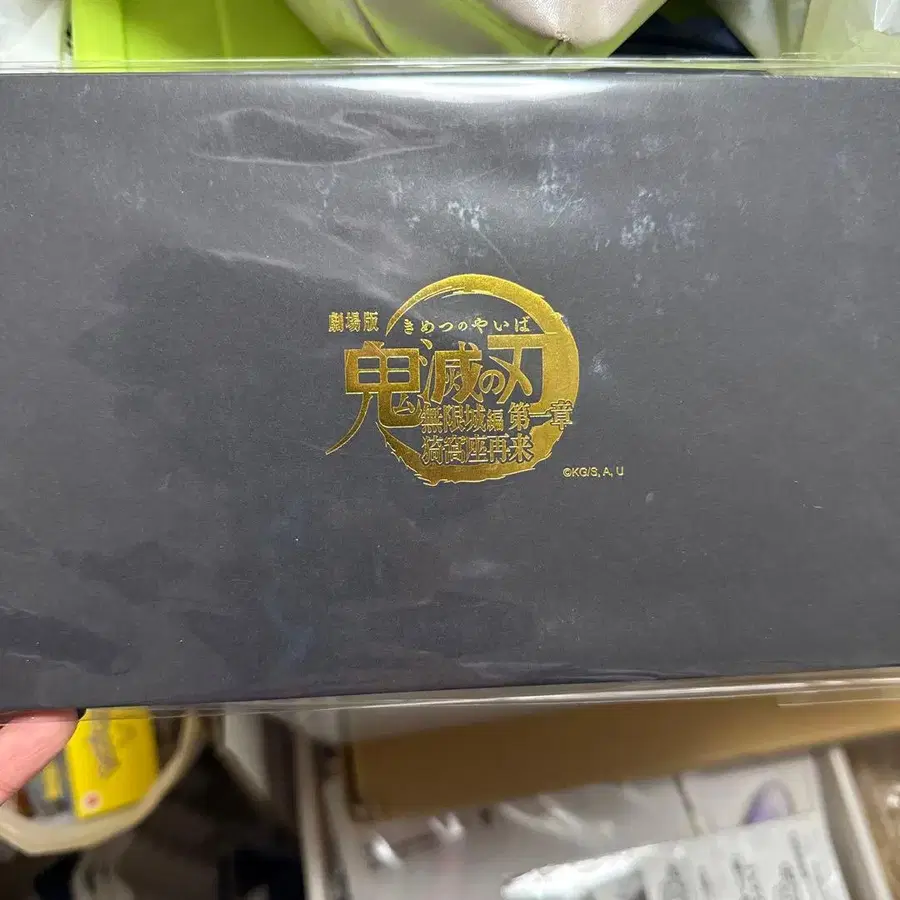 劇場版 きめつのやいば
鬼滅の刃
無限城編 第一章
猗窩座再来
©KG/S, A, U